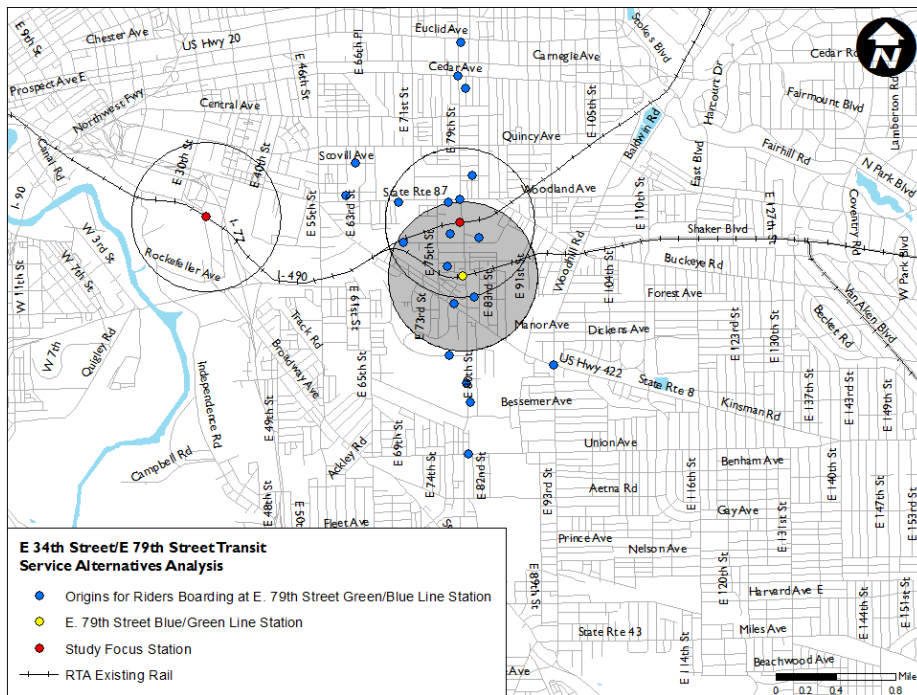 E 9th St
Chester Ave
US Hwy 20
E 66th Pl
Euclid Ave
Stokes Blvd
Carnegie Ave
Cedar Rd
N
Prospect Ave E
E 46th St
Cedar Ave
Harcourt Dr
Northwest Fwy
Central Ave
E 71st St
E 79th St
E 105th St
Fairmount Blvd
Lamberton Rd
Canal Rd
E 30th St
E 40th St
Scovill Ave
Quincy Ave
Baldwin Rd
East Blvd
Fairhill Rd
N Park Blvd
I- 90
I- 77
E 55th St
E 63rd St
State Rte 87
Woodland Ave
E 110th St
E 127th St
Coventry Rd
W 3rd St
W 7th St
W 11th St
Rockefeller Ave
I- 490
E 75th St
E 83rd St
E 91st St
Woodhill Rd
E 104th St
Shaker Blvd
Buckeye Rd
W Park Blvd
E 61st St
E 73rd St
Forest Ave
Van Aken Blvd
Becket Rd
Manor Ave
Dickens Ave
E 123rd St
E 130th St
W 7th
Quigley Rd
Independence Rd
Track Rd
Broadway Ave
E 65th St
E 80th St
US Hwy 422
State Rte 8
Kinsman Rd
E 137th St
E 143rd St
E 149th St
Bessemer Ave
E 49th St
Campbell Rd
Ackley Rd
E 69th St
E 74th St
E 82nd St
E 93rd St
Union Ave
Benham Ave
E 140th St
Aetna Rd
E 116th St
Gay Ave
E 131st St
E 147th St
E 153rd St
E 48th St
E 50t
Fleet Ave
Prince Ave
Nelson Ave
E 89th St
E 120th St
Harvard Ave E
E 144th St
E 151st St
State Rte 43
E 114th St
Miles Ave
Beachwood Ave
E 34th Street/E 79th Street Transit
Service Alternatives Analysis
Origins for Riders Boarding at E. 79th Street Green/Blue Line Station
E. 79th Street Blue/Green Line Station
Study Focus Station
RTA Existing Rail
Mile
0 0.4 0.8